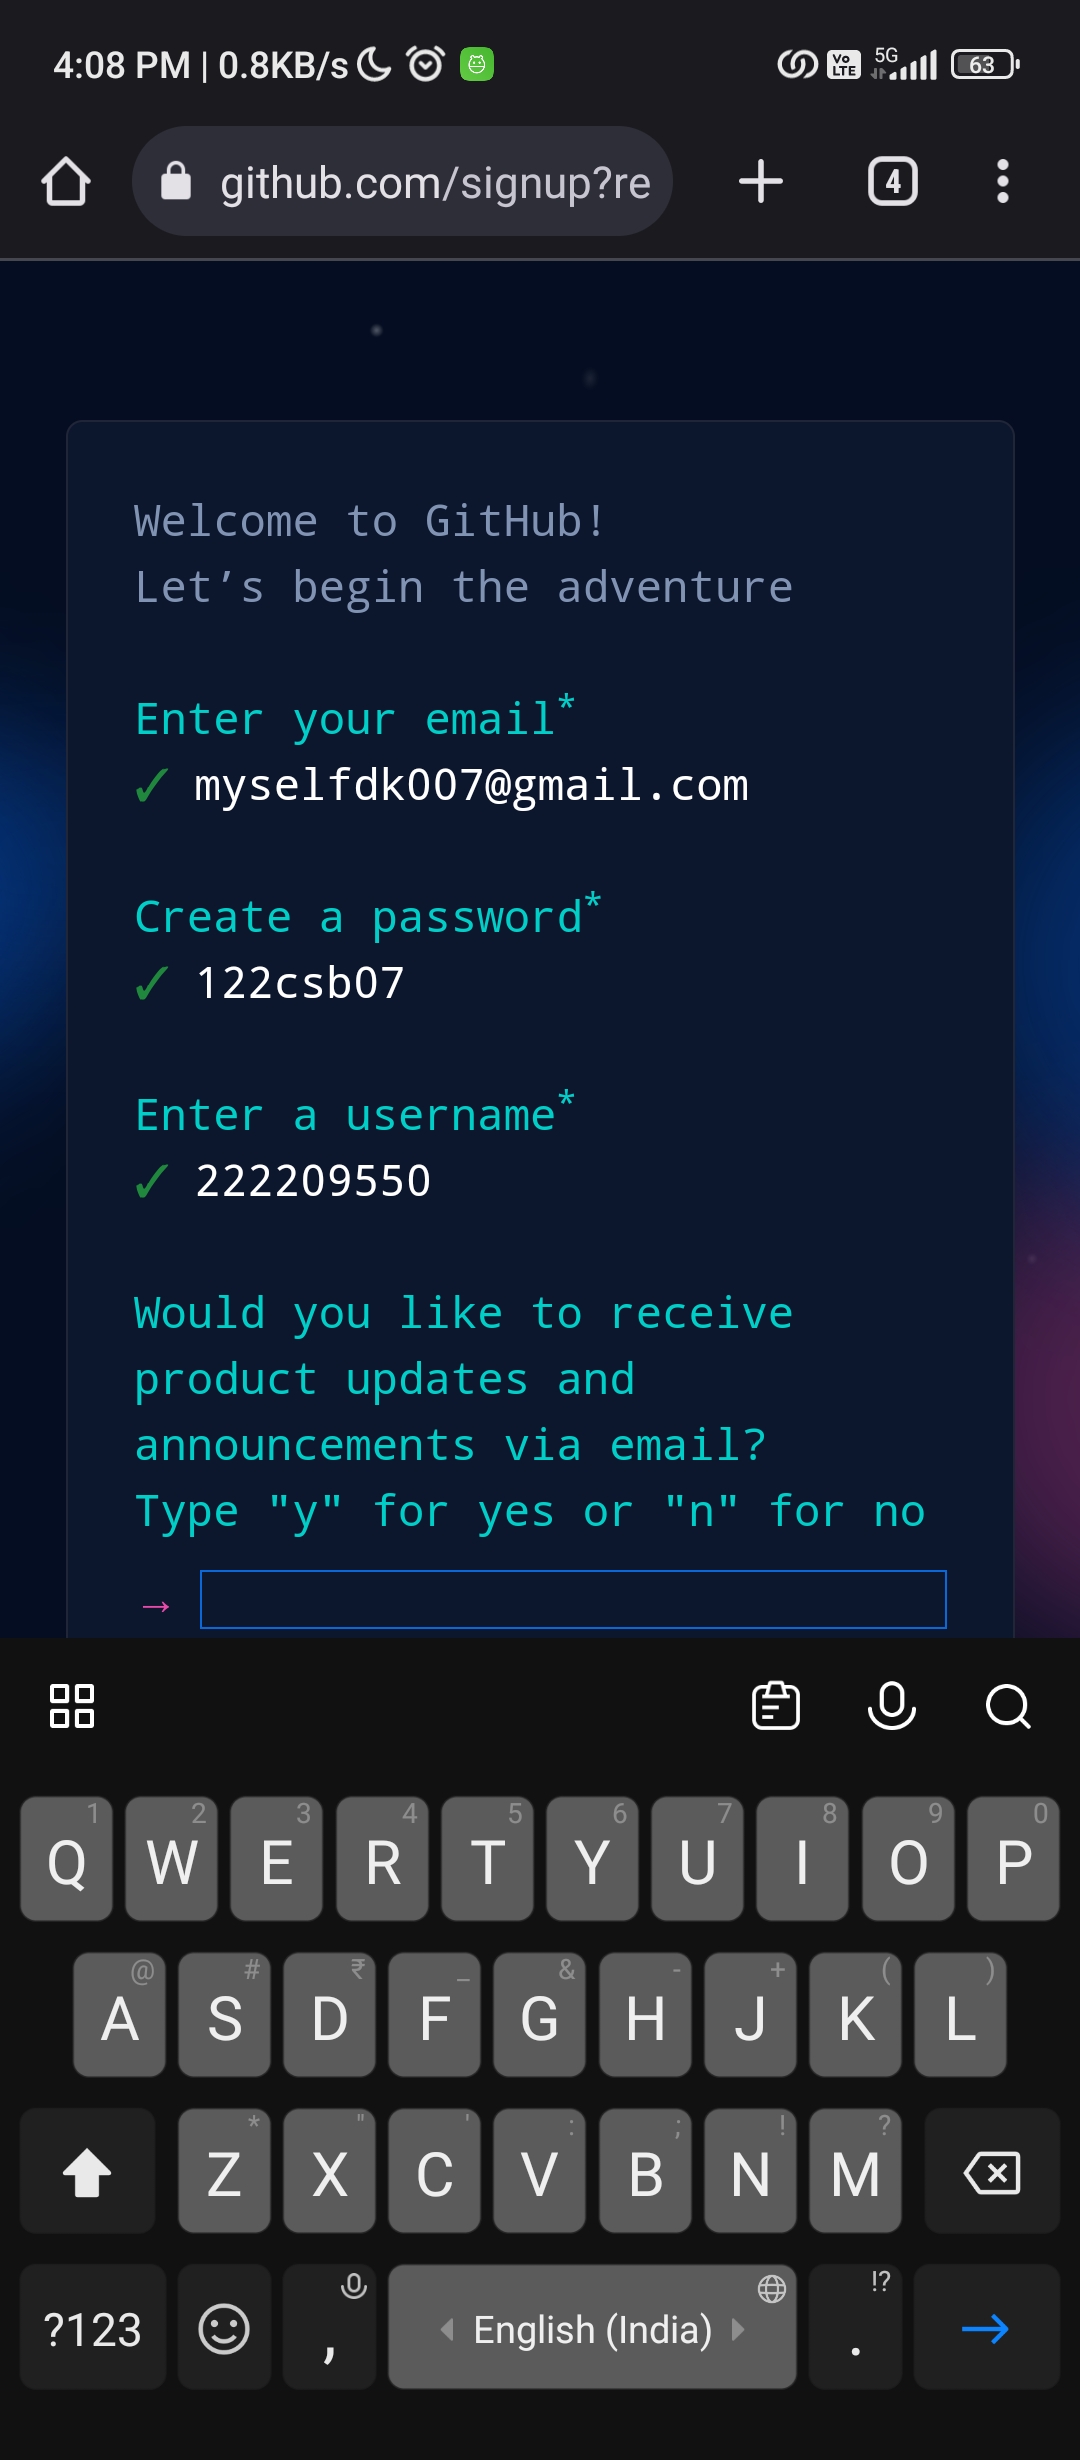 4:08 PM | 0.8KB/s
Vo LTE 5G 63
github.com/signup?re
4
Welcome to GitHub!
Let’s begin the adventure
Enter your email*
✓ myselfdk007@gmail.com
Create a password*
✓ 122csb07
Enter a username*
✓ 222209550
Would you like to receive
product updates and
announcements via email?
Type "y" for yes or "n" for no
→
1 2 3 4 5 6 7 8 9 0
Q W E R T Y U I O P
@ # ₹ _ & - + ( )
A S D F G H J K L
* " ' : ; ! ?
Z X C V B N M
!?
?123 , English (India) .